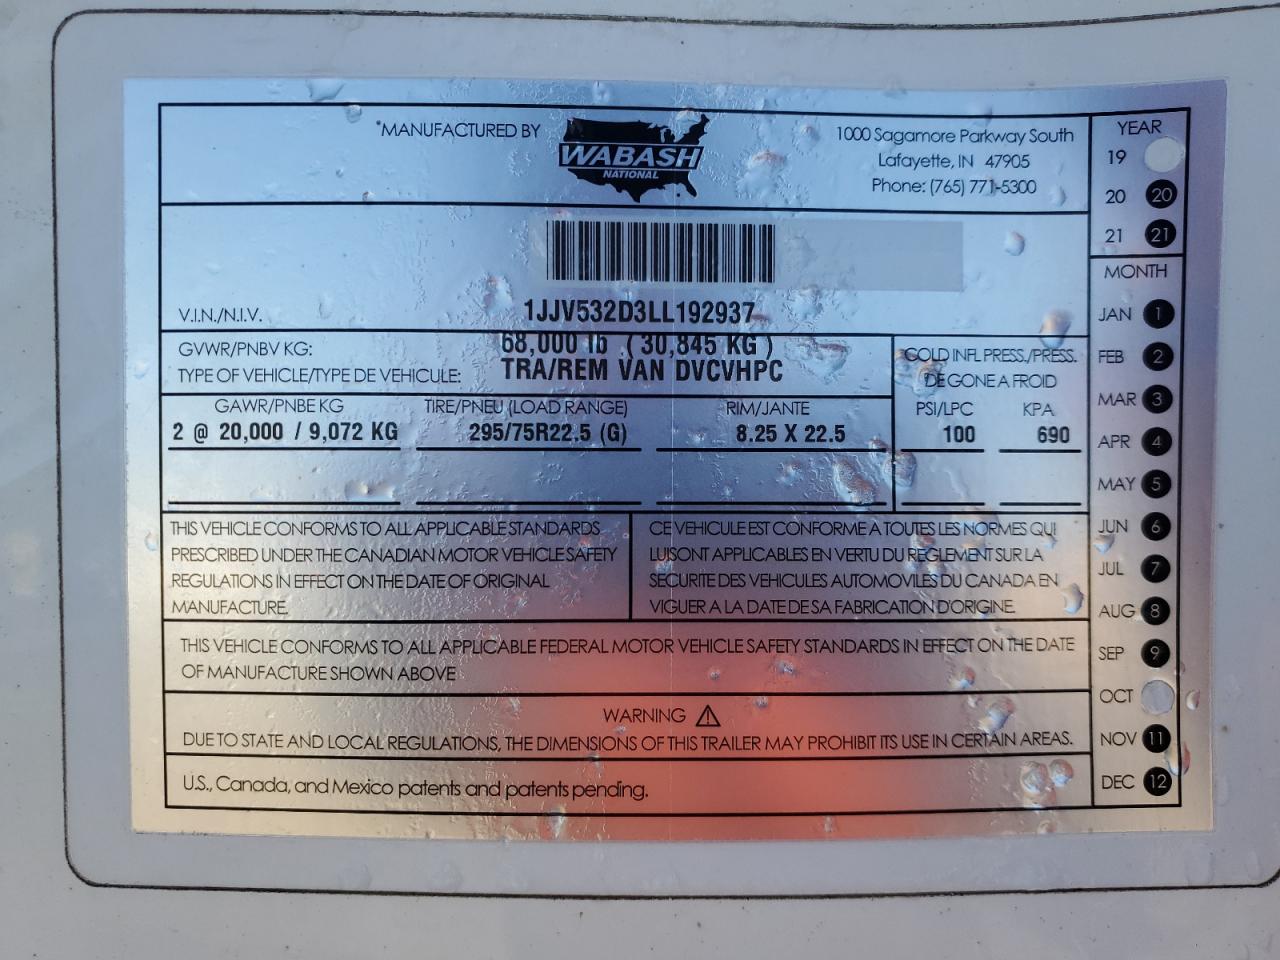 *MANUFACTURED BY
WABASH
NATIONAL
1000 Sagamore Parkway South
Lafayette, IN 47905
Phone: (765) 771-5300
V.I.N./N.I.V.
1JJV532D3LL192937
GVWR/PNBV KG:
68,000 lb (30,845 KG)
TYPE OF VEHICLE/TYPE DE VEHICULE:
TRA/REM VAN DVCVHPC
COLD INFL PRESS./PRESS.
DE GONE A FROID
GAWR/PNBE KG
TIRE/PNEU (LOAD RANGE)
RIM/JANTE
PSI/LPC
KPA
2 @ 20,000 / 9,072 KG
295/75R22.5 (G)
8.25 X 22.5
100
690
THIS VEHICLE CONFORMS TO ALL APPLICABLE STANDARDS
PRESCRIBED UNDER THE CANADIAN MOTOR VEHICLE SAFETY
REGULATIONS IN EFFECT ON THE DATE OF ORIGINAL
MANUFACTURE.
CE VEHICULE EST CONFORME A TOUTES LES NORMES QUI
LUI SONT APPLICABLES EN VERTU DU REGLEMENT SUR LA
SECURITE DES VEHICULES AUTOMOVILES DU CANADA EN
VIGUER A LA DATE DE SA FABRICATION D'ORIGINE.
THIS VEHICLE CONFORMS TO ALL APPLICABLE FEDERAL MOTOR VEHICLE SAFETY STANDARDS IN EFFECT ON THE DATE
OF MANUFACTURE SHOWN ABOVE
WARNING
DUE TO STATE AND LOCAL REGULATIONS, THE DIMENSIONS OF THIS TRAILER MAY PROHIBIT ITS USE IN CERTAIN AREAS.
U.S., Canada, and Mexico patents and patents pending.
YEAR
19
20 20
21 21
MONTH
JAN 1
FEB 2
MAR 3
APR 4
MAY 5
JUN 6
JUL 7
AUG 8
SEP 9
OCT
NOV 11
DEC 12